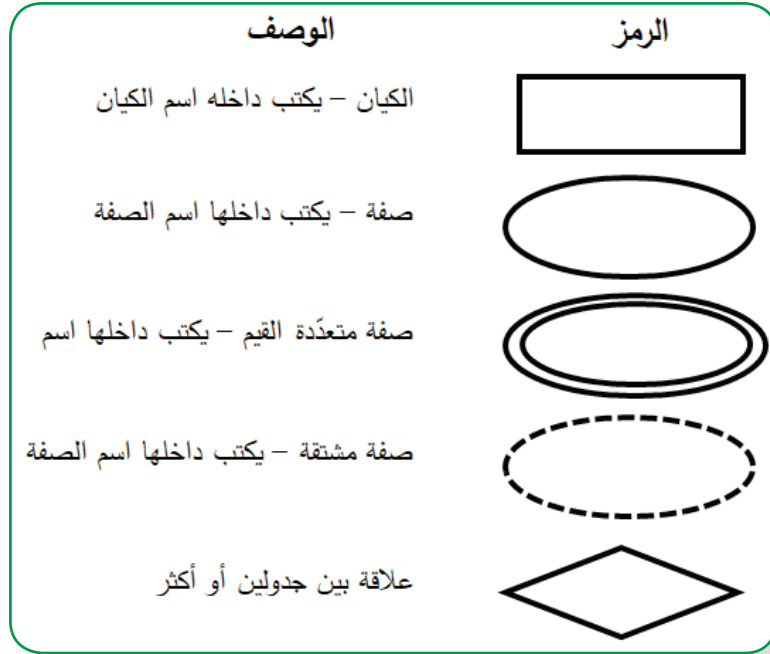 الرمز الوصف
الكيان – يكتب داخله اسم الكيان
صفة – يكتب داخلها اسم الصفة
صفة متعدّدة القيم – يكتب داخلها اسم
صفة مشتقة – يكتب داخلها اسم الصفة
علاقة بين جدولين أو أكثر